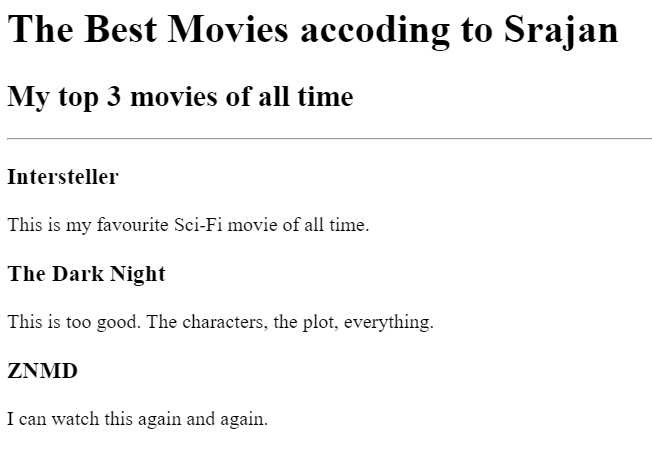 The Best Movies accoding to Srajan
My top 3 movies of all time
Intersteller
This is my favourite Sci-Fi movie of all time.
The Dark Night
This is too good. The characters, the plot, everything.
ZNMD
I can watch this again and again.